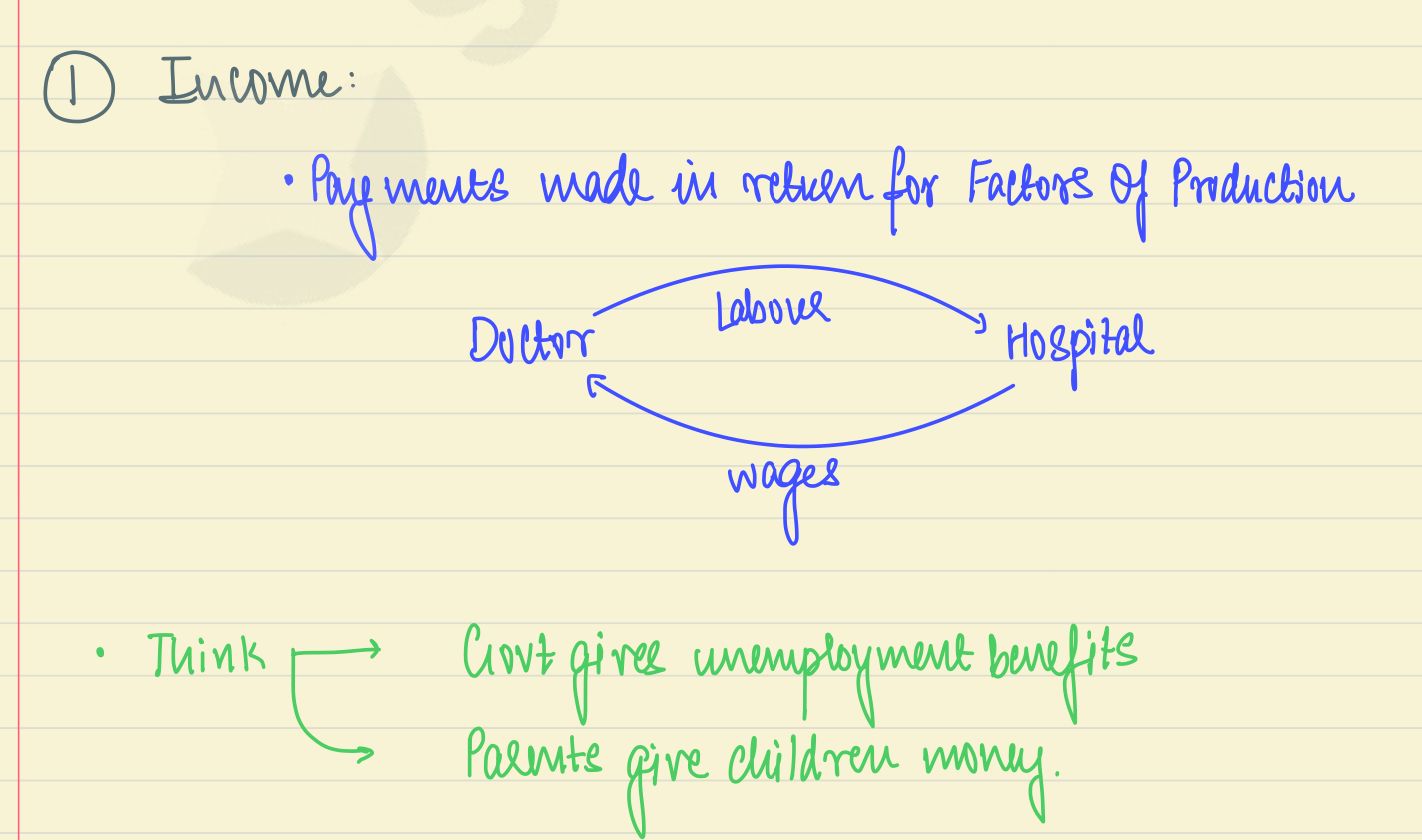 ① Income:
• Payments made in return for Factors Of Production
Labour
Doctor Hospital
wages
• Think Govt gives unemployment benefits
Parents give children money.